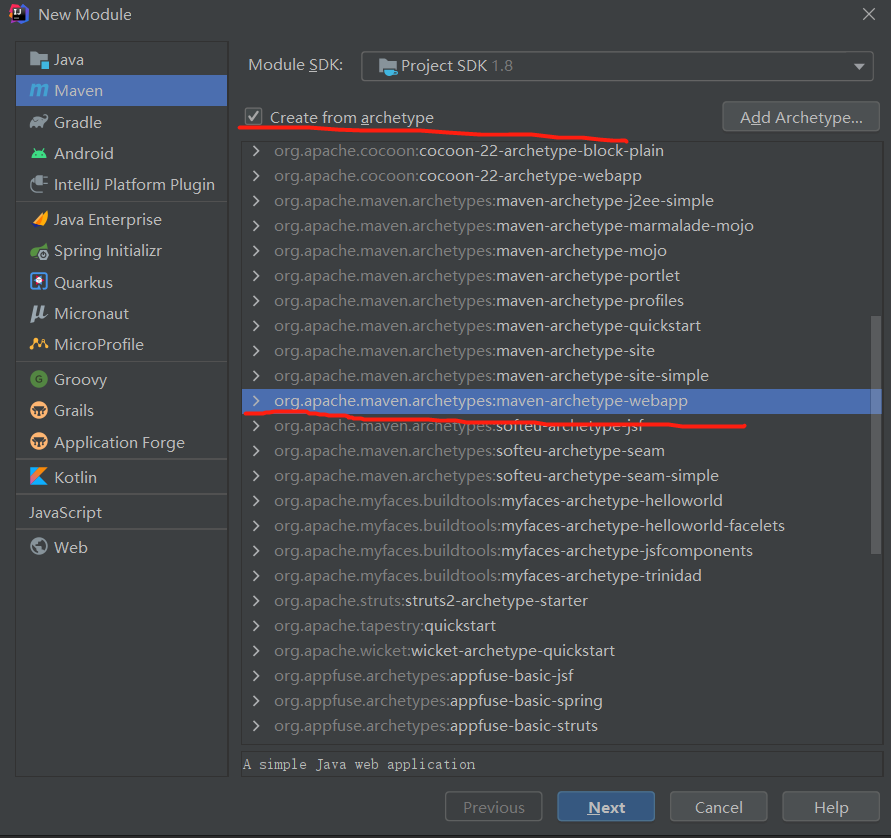 New Module
Java
Maven
Gradle
Android
IntelliJ Platform Plugin
Java Enterprise
Spring Initializr
Quarkus
Micronaut
MicroProfile
Groovy
Grails
Application Forge
Kotlin
JavaScript
Web
Module SDK: Project SDK 1.8
Create from archetype Add Archetype...
org.apache.cocoon:cocoon-22-archetype-block-plain
org.apache.cocoon:cocoon-22-archetype-webapp
org.apache.maven.archetypes:maven-archetype-j2ee-simple
org.apache.maven.archetypes:maven-archetype-marmalade-mojo
org.apache.maven.archetypes:maven-archetype-mojo
org.apache.maven.archetypes:maven-archetype-portlet
org.apache.maven.archetypes:maven-archetype-profiles
org.apache.maven.archetypes:maven-archetype-quickstart
org.apache.maven.archetypes:maven-archetype-site
org.apache.maven.archetypes:maven-archetype-site-simple
org.apache.maven.archetypes:maven-archetype-webapp
org.apache.maven.archetypes:softeu-archetype-jsf
org.apache.maven.archetypes:softeu-archetype-seam
org.apache.maven.archetypes:softeu-archetype-seam-simple
org.apache.myfaces.buildtools:myfaces-archetype-helloworld
org.apache.myfaces.buildtools:myfaces-archetype-helloworld-facelets
org.apache.myfaces.buildtools:myfaces-archetype-jsfcomponents
org.apache.myfaces.buildtools:myfaces-archetype-trinidad
org.apache.struts:struts2-archetype-starter
org.apache.tapestry:quickstart
org.apache.wicket:wicket-archetype-quickstart
org.appfuse.archetypes:appfuse-basic-jsf
org.appfuse.archetypes:appfuse-basic-spring
org.appfuse.archetypes:appfuse-basic-struts
A simple Java web application
Previous Next Cancel Help